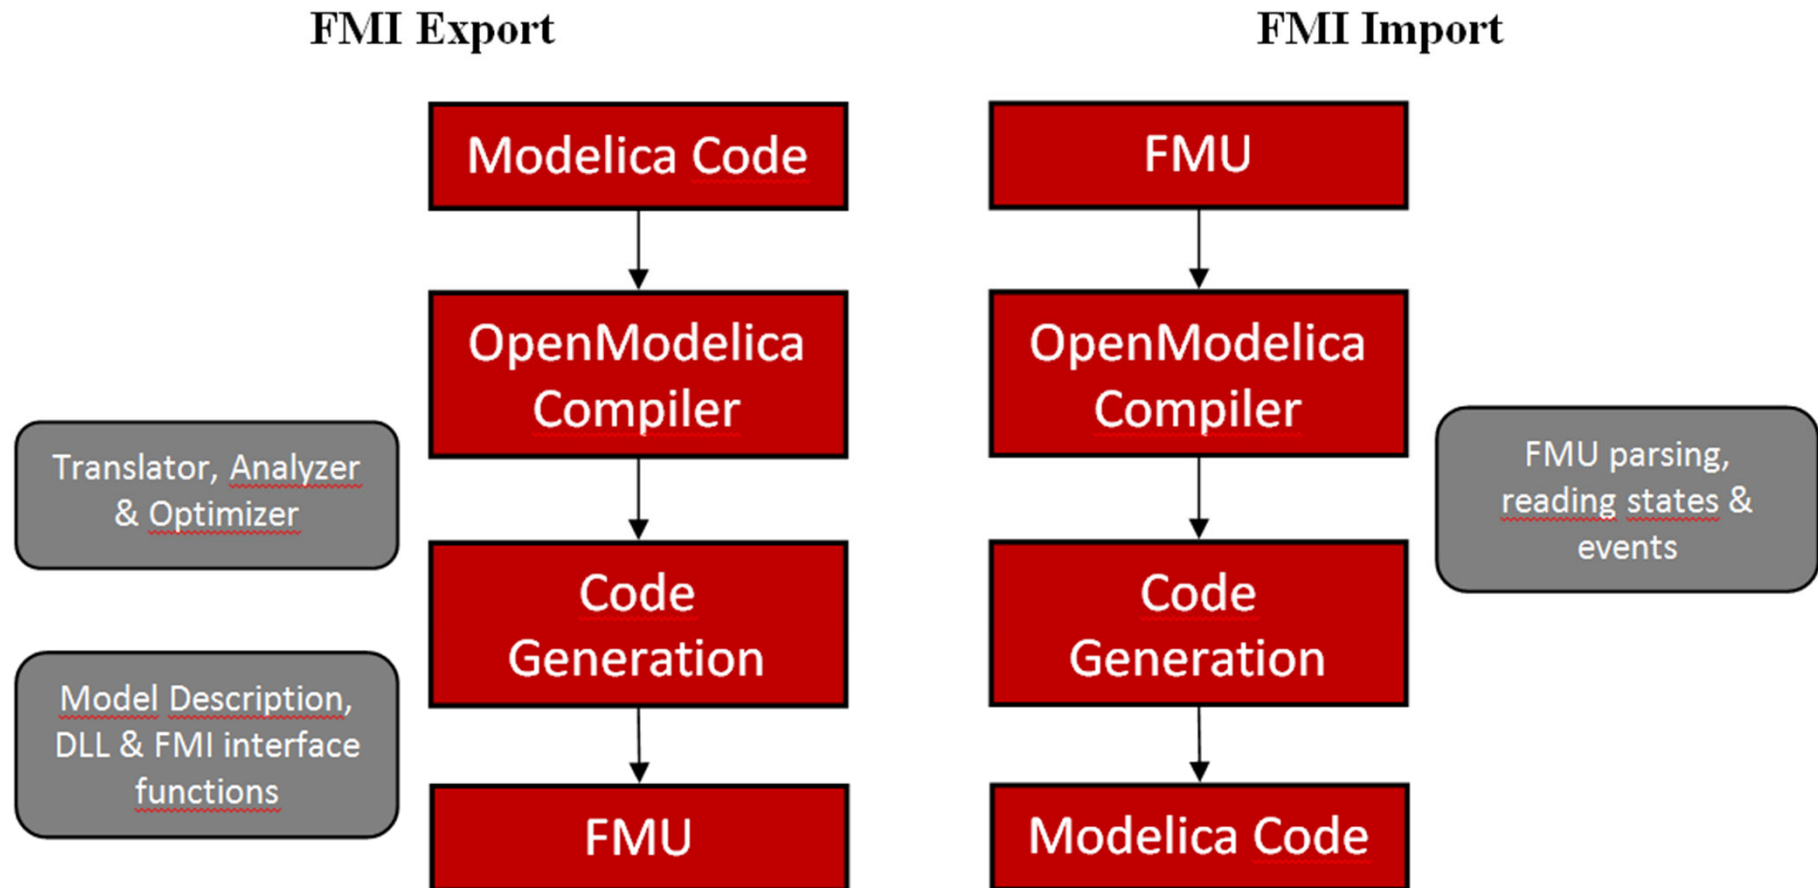 FMI Export
Modelica Code
OpenModelica
Compiler
Translator, Analyzer
& Optimizer
Code
Generation
Model Description,
DLL & FMI interface
functions
FMU
FMI Import
FMU
OpenModelica
Compiler
FMU parsing,
reading states &
events
Code
Generation
Modelica Code